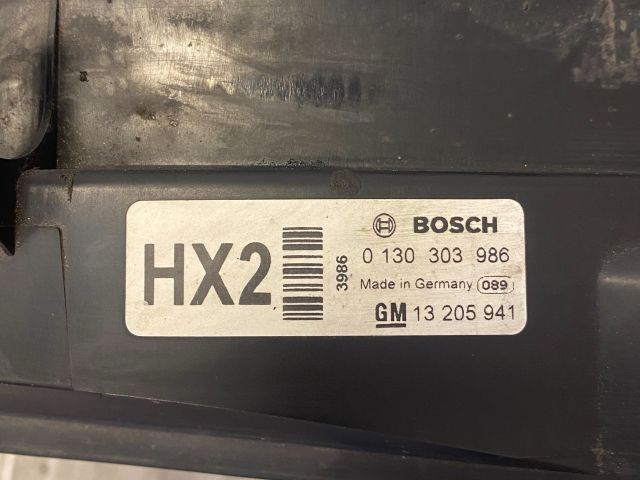 HX2
3986
BOSCH
0 130 303 986
Made in Germany 089
GM 13 205 941